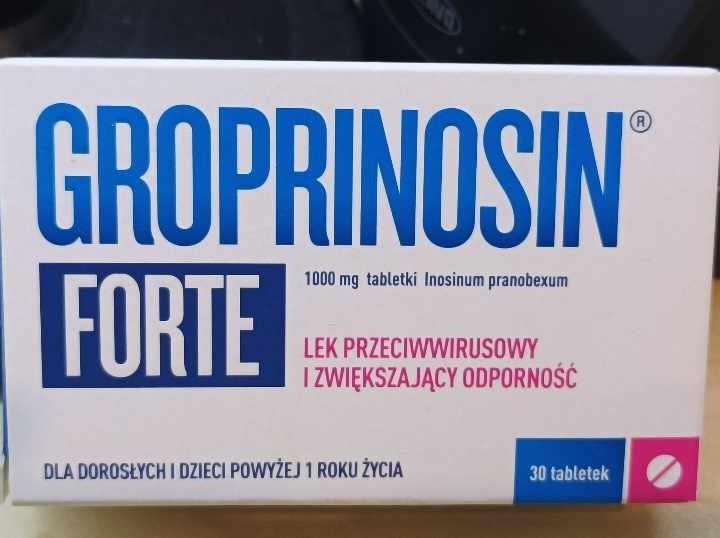 GROPRINOSIN®
FORTE
1000 mg tabletki Inosinum pranobexum
LEK PRZECIWWIRUSOWY
I ZWIĘKSZAJĄCY ODPORNOŚĆ
DLA DOROSŁYCH I DZIECI POWYŻEJ 1 ROKU ŻYCIA
30 tabletek